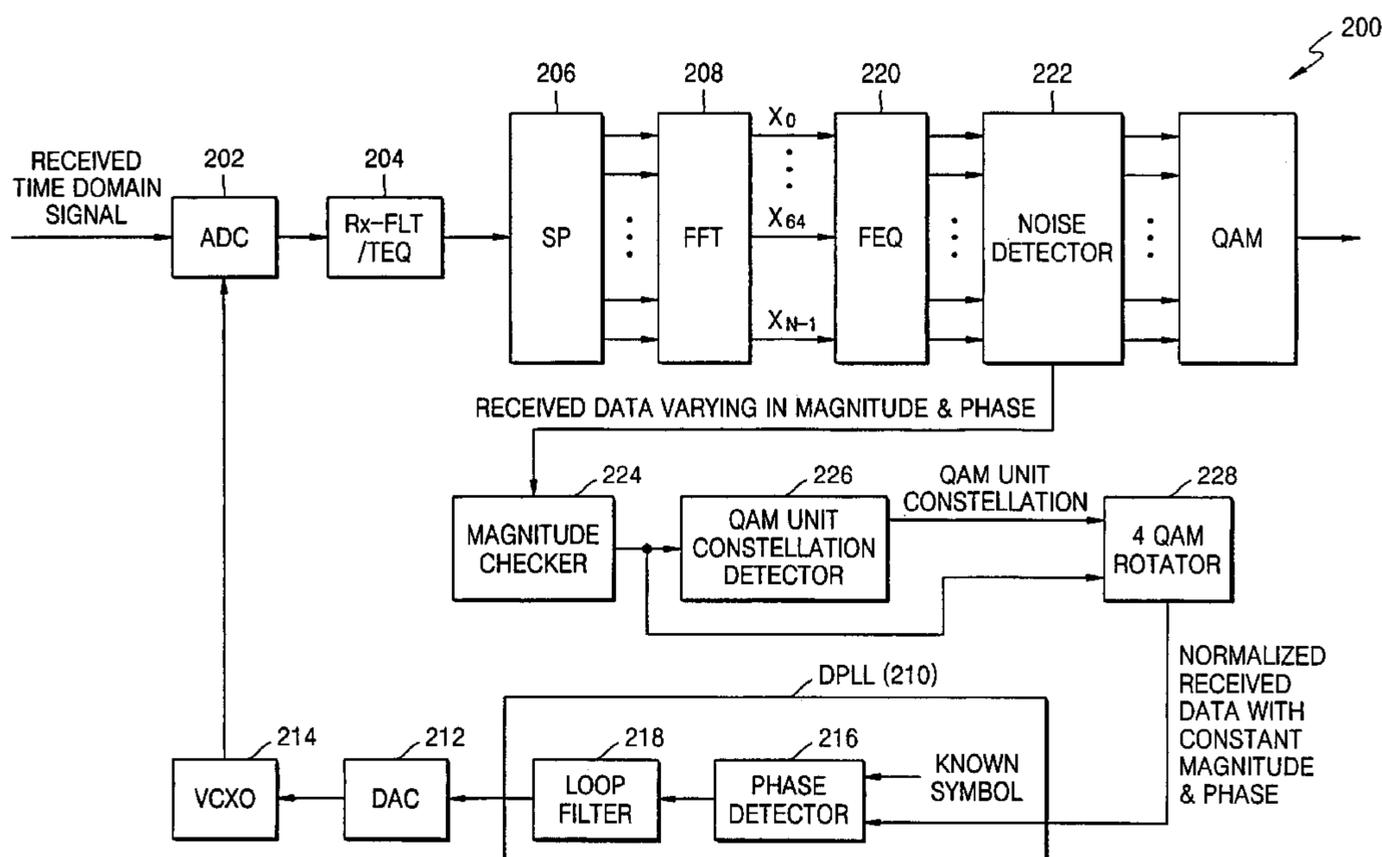 200
206
208
220
222
RECEIVED
TIME DOMAIN
SIGNAL
202
204
ADC
Rx-FLT
/TEQ
SP
FFT
X0
X64
XN-1
FEQ
NOISE
DETECTOR
QAM
RECEIVED DATA VARYING IN MAGNITUDE & PHASE
224
226
QAM UNIT
CONSTELLATION
228
MAGNITUDE
CHECKER
QAM UNIT
CONSTELLATION
DETECTOR
4 QAM
ROTATOR
DPLL (210)
NORMALIZED
RECEIVED
DATA WITH
CONSTANT
MAGNITUDE
& PHASE
214
212
218
216
VCXO
DAC
LOOP
FILTER
PHASE
DETECTOR
KNOWN
SYMBOL